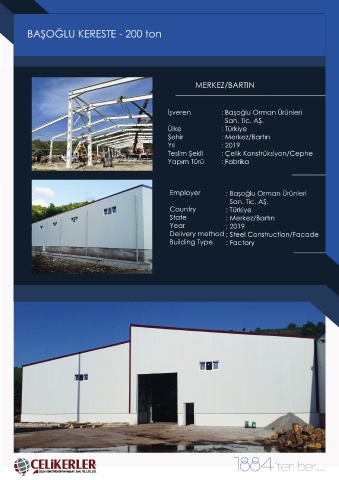 BAŞOĞLU KERESTE - 200 ton
MERKEZ/BARTIN
İşveren : Başoğlu Orman Ürünleri
San. Tic. AŞ.
Ülke : Türkiye
Şehir : Merkez/Bartın
Yıl : 2019
Teslim Şekli : Çelik Konstrüksiyon/Cephe
Yapım Türü : Fabrika
Employer : Başoğlu Orman Ürünleri
San. Tic. AŞ.
Country : Türkiye
State : Merkez/Bartın
Year : 2019
Delivery method : Steel Construction/Facade
Building Type : Factory
ÇELİKERLER
1884'ten beri...